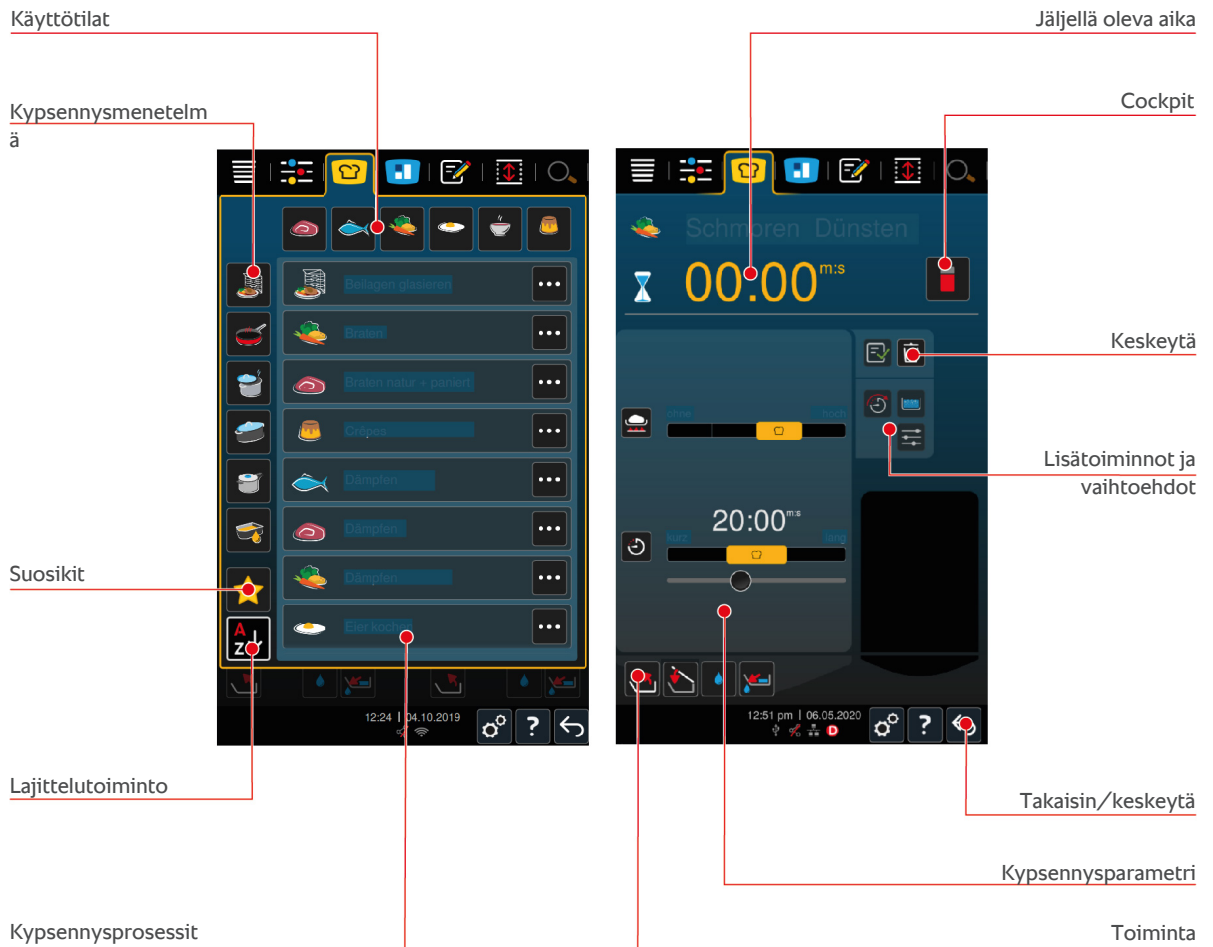 Käyttötilat
Jäljellä oleva aika
Kypsennysmenetelm
ä
Cockpit
Schmoren Dünsten
00:00 m:s
Beilagen glasieren
Braten
Braten natur + paniert
Crêpes
Dämpfen
Dämpfen
Dämpfen
Eier kochen
A
z
12:24 | 04.10.2019
?
ohne hoch
20:00 m:s
kurz lang
12:51 pm | 06.05.2020
D
?
Keskeytä
Lisätoiminnot ja
vaihtoehdot
Suosikit
Lajittelutoiminto
Takaisin/keskeytä
Kypsennysparametri
Kypsennysprosessit
Toiminta